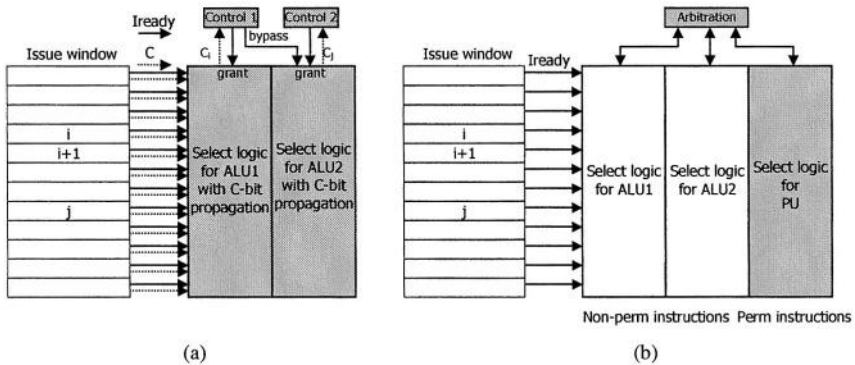 Control 1
Control 2
Iready
bypass
Issue window
C
Ci
Cj
grant
grant
i
i+1
j
Select logic
for ALU1
with C-bit
propagation
Select logic
for ALU2
with C-bit
propagation
(a)
Arbitration
Issue window
Iready
i
i+1
j
Select logic
for ALU1
Select logic
for ALU2
Select logic
for
PU
Non-perm instructions
Perm instructions
(b)